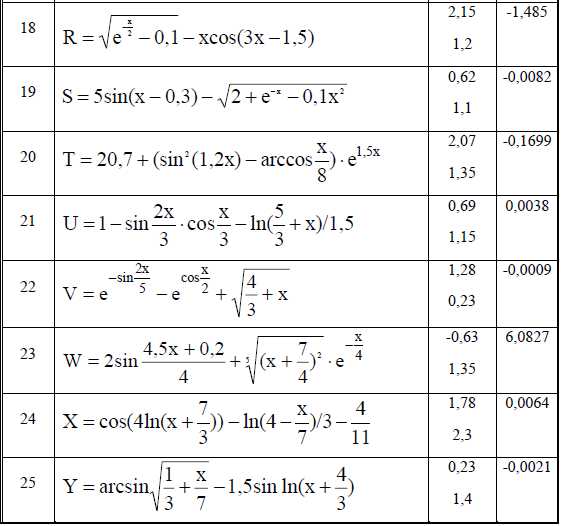 18 R = √(e^(x/2) − 0,1) − xcos(3x − 1,5) 2,15 1,2 -1,485
19 S = 5sin(x − 0,3) − √(2 + e^(-x) − 0,1x²) 0,62 1,1 -0,0082
20 T = 20,7 + (sin²(1,2x) − arccos x/8) · e^(1,5x) 2,07 1,35 -0,1699
21 U = 1 − sin 2x/3 · cos x/3 − ln(5/3 + x)/1,5 0,69 1,15 0,0038
22 V = e^(−sin 2x/5) − e^(cos x/2) + √(4/3 + x) 1,28 0,23 -0,0009
23 W = 2sin (4,5x + 0,2)/4 + ⁵√((x + 7/4)²) · e^(−x/4) -0,63 1,35 6,0827
24 X = cos(4ln(x + 7/3)) − ln(4 − x/7)/3 − 4/11 1,78 2,3 0,0064
25 Y = arcsin √(1/3 + x/7) − 1,5sin ln(x + 4/3) 0,23 1,4 -0,0021